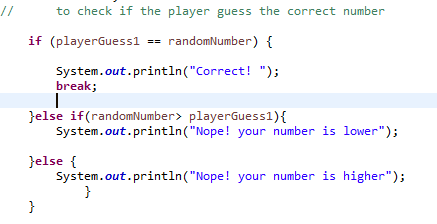 //      to check if the player guess the correct number
if (playerGuess1 == randomNumber) {
System.out.println("Correct! ");
break;
}else if(randomNumber> playerGuess1){
System.out.println("Nope! your number is lower");
}else {
System.out.println("Nope! your number is higher");
}
}